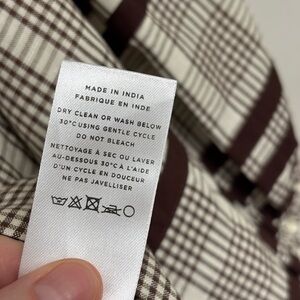 MADE IN INDIA
FABRIQUE EN INDE
DRY CLEAN OR WASH BELOW
30°C USING GENTLE CYCLE
DO NOT BLEACH
NETTOYAGE À SEC OU LAVER
AU-DESSOUS 30°C À L'AIDE
D'UN CYCLE EN DOUCEUR
NE PAS JAVELLISER